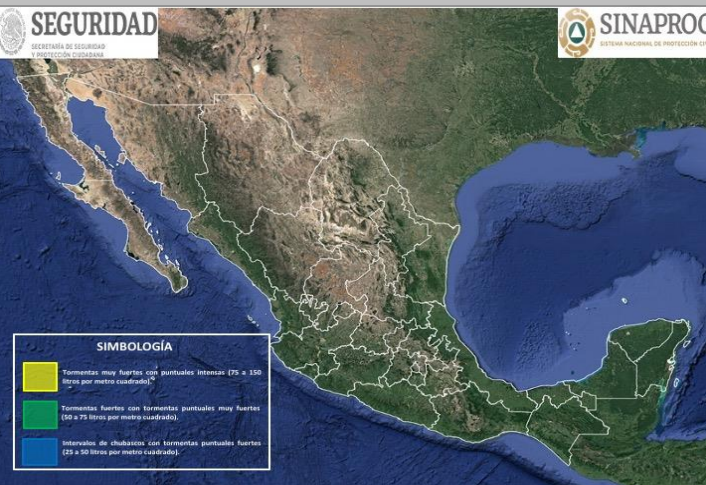 SEGURIDAD
SECRETARÍA DE SEGURIDAD
Y PROTECCIÓN CIUDADANA
SINAPROC
SISTEMA NACIONAL DE PROTECCIÓN CI
SIMBOLOGÍA
Tormentas muy fuertes con puntuales intensas (75 a 150
litros por metro cuadrado).
Tormentas fuertes con tormentas puntuales muy fuertes
(50 a 75 litros por metro cuadrado).
Intervalos de chubascos con tormentas puntuales fuertes
(25 a 50 litros por metro cuadrado).